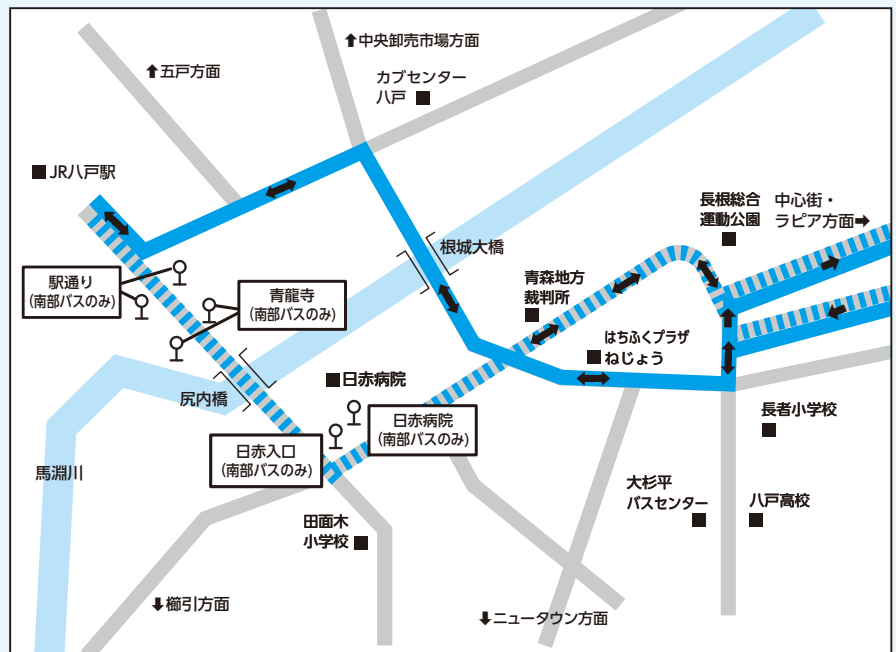 ⬆中央卸売市場方面
⬆五戸方面
カブセンター
八戸
JR八戸駅
長根総合
運動公園
中心街・
ラピア方面➡
根城大橋
駅通り
(南部バスのみ)
青龍寺
(南部バスのみ)
青森地方
裁判所
はちふくプラザ
ねじょう
日赤病院
尻内橋
日赤病院
(南部バスのみ)
長者小学校
日赤入口
(南部バスのみ)
馬淵川
大杉平
バスセンター
八戸高校
田面木
小学校
⬇櫛引方面
⬇ニュータウン方面